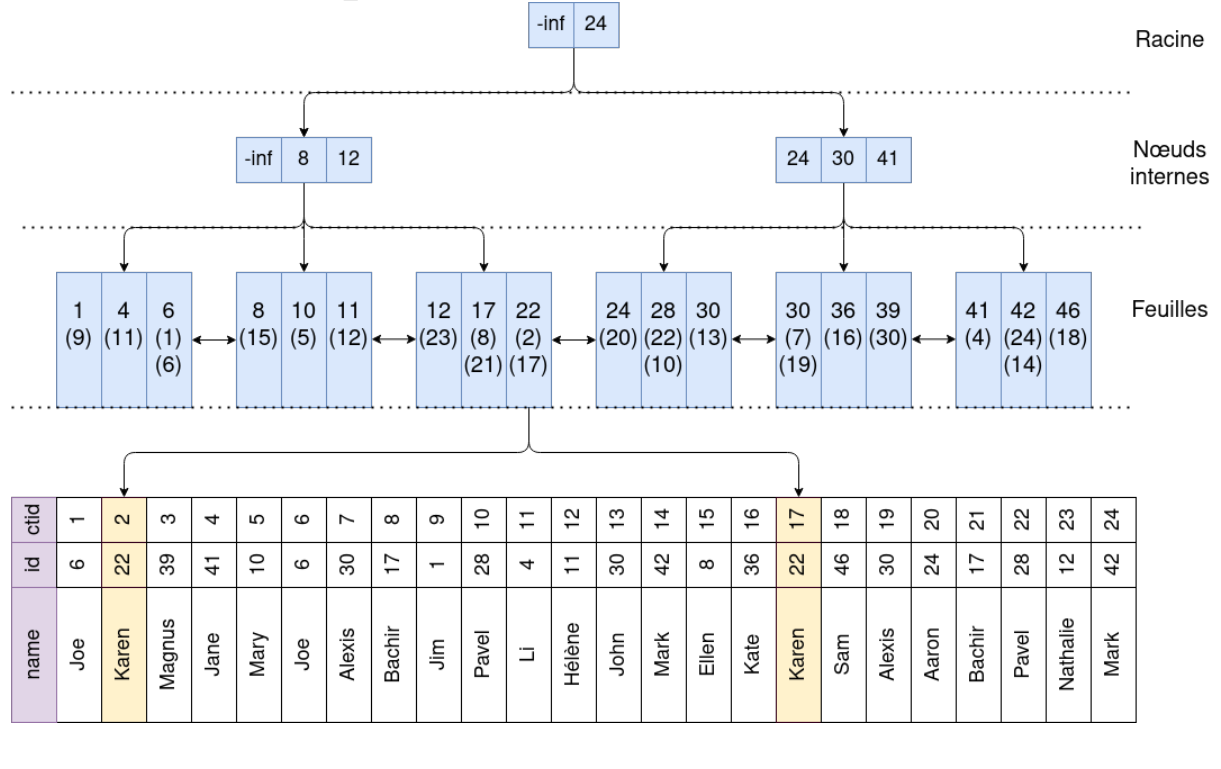 -inf 24
Racine
-inf 8 12
24 30 41
Nœuds
internes
1 4 6 8 10 11 12 17 22 24 28 30 30 36 39 41 42 46
Feuilles
(9) (11) (1) (15) (5) (12) (23) (8) (2) (20) (22) (13) (7) (16) (30) (4) (24) (18)
(6) (21) (17) (10) (19) (14)
ctid 1 2 3 4 5 6 7 8 9 10 11 12 13 14 15 16 17 18 19 20 21 22 23 24
id 6 22 39 41 10 6 30 17 1 28 4 11 30 42 8 36 22 46 30 24 17 28 12 42
name Joe Karen Magnus Jane Mary Joe Alexis Bachir Jim Pavel Li Hélène John Mark Ellen Kate Karen Sam Alexis Aaron Bachir Pavel Nathalie Mark